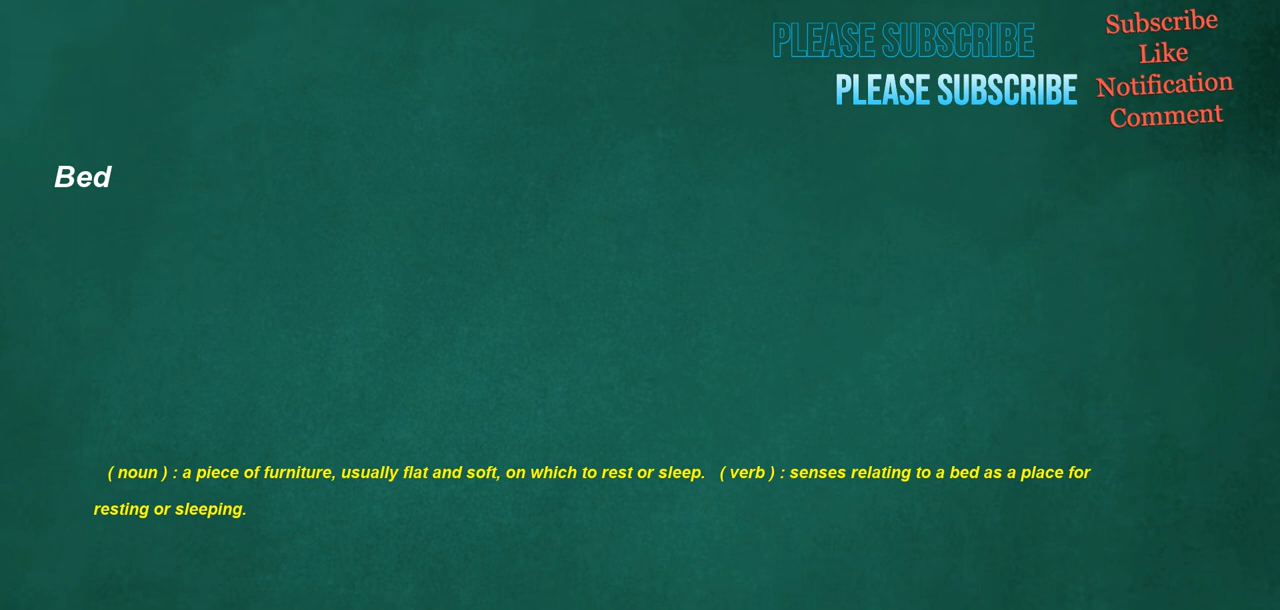 PLEASE SUBSCRIBE
PLEASE SUBSCRIBE
Subscribe
Like
Notification
Comment
Bed
( noun ) : a piece of furniture, usually flat and soft, on which to rest or sleep. ( verb ) : senses relating to a bed as a place for
resting or sleeping.